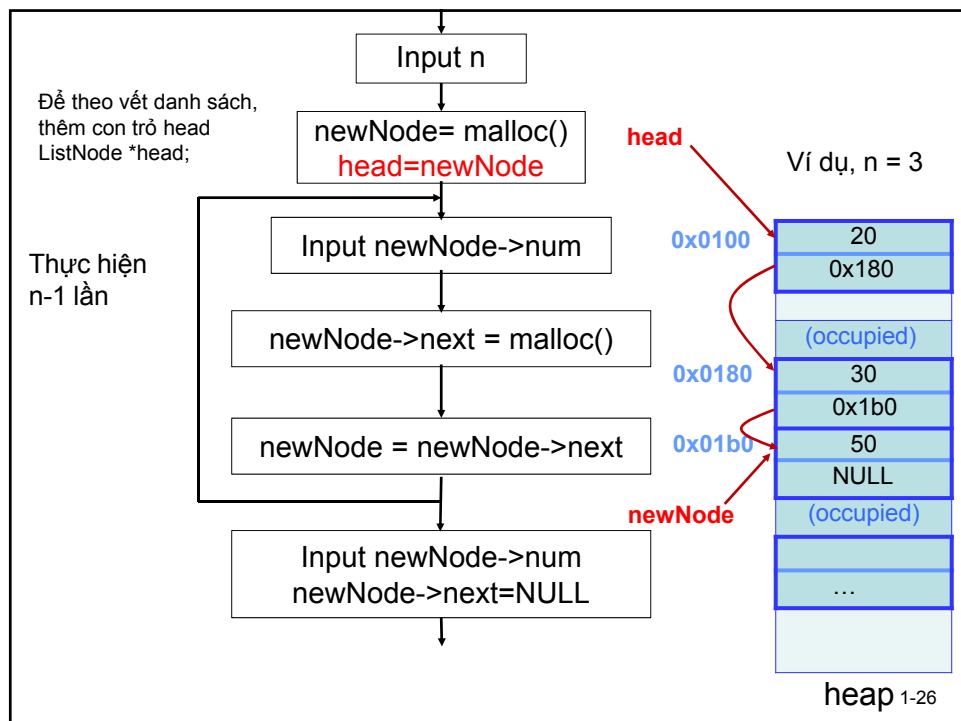 Input n
Để theo vết danh sách,
thêm con trỏ head
ListNode *head;
newNode= malloc()
head=newNode
Thực hiện
n-1 lần
Input newNode->num
newNode->next = malloc()
newNode = newNode->next
Input newNode->num
newNode->next=NULL
head
Ví dụ, n = 3
0x0100
20
0x180
(occupied)
0x0180
30
0x1b0
0x01b0
50
NULL
newNode
(occupied)
...
heap 1-26